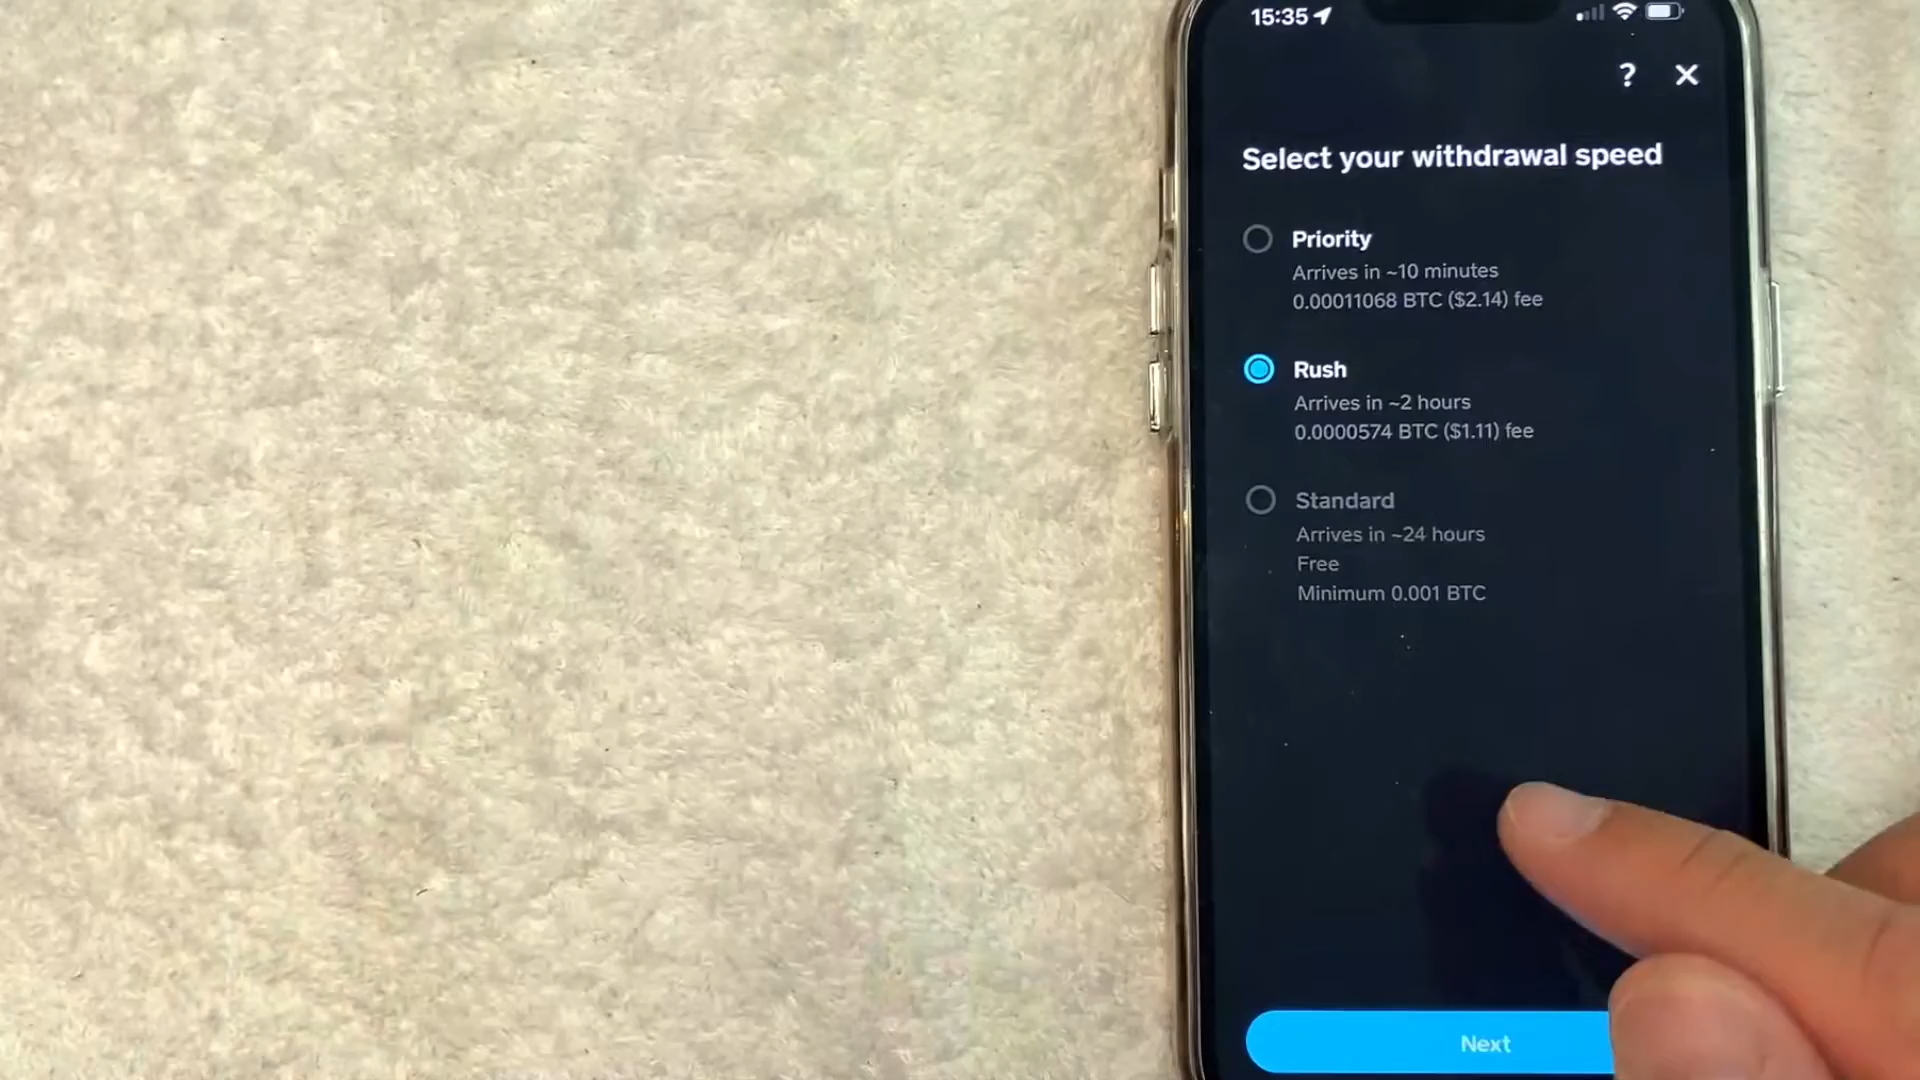 15:35
?
Select your withdrawal speed
Priority
Arrives in ~10 minutes
0.00011068 BTC ($2.14) fee
Rush
Arrives in ~2 hours
0.0000574 BTC ($1.11) fee
Standard
Arrives in ~24 hours
Free
Minimum 0.001 BTC
Next